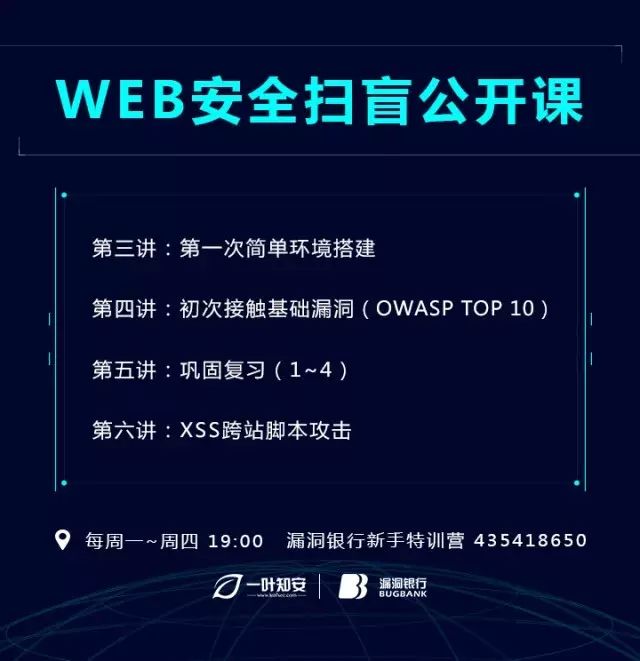 WEB安全扫盲公开课
第三讲：第一次简单环境搭建
第四讲：初次接触基础漏洞（OWASP TOP 10）
第五讲：巩固复习（1~4）
第六讲：XSS跨站脚本攻击
每周一~周四 19:00 漏洞银行新手特训营 435418650
一叶知安 漏洞银行
BUGBANK